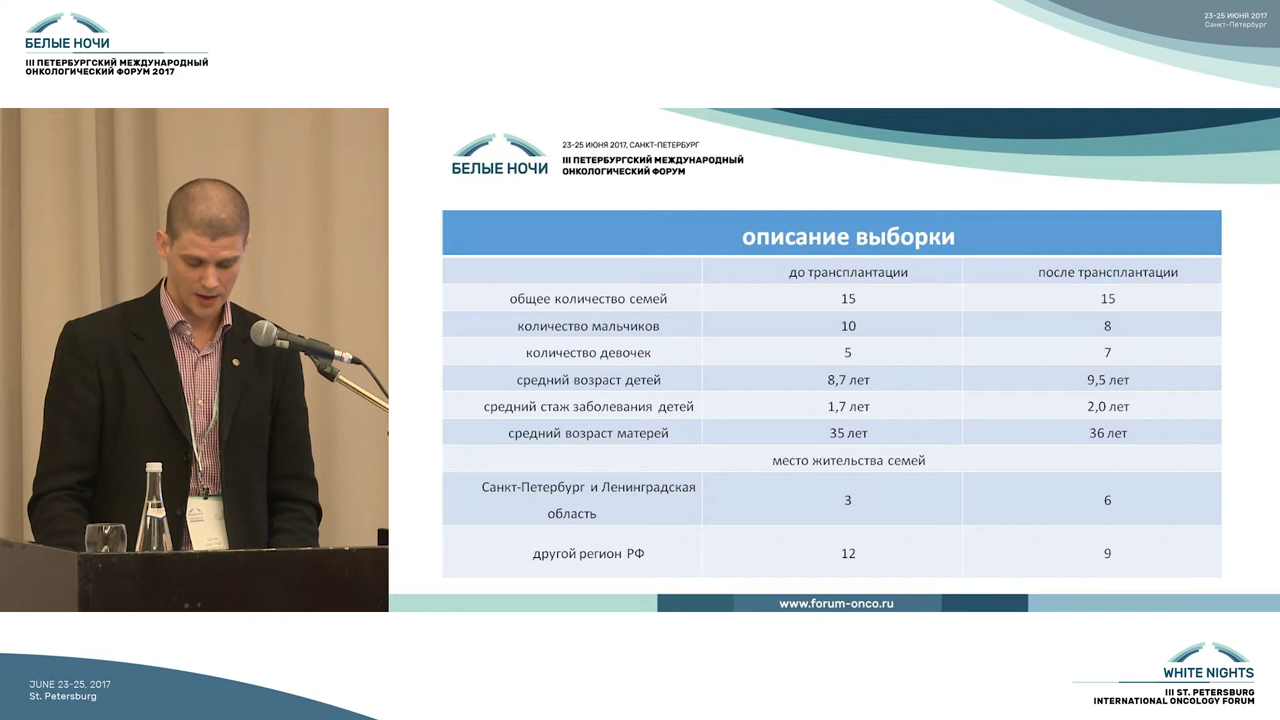 БЕЛЫЕ НОЧИ
III ПЕТЕРБУРГСКИЙ МЕЖДУНАРОДНЫЙ
ОНКОЛОГИЧЕСКИЙ ФОРУМ 2017
23-25 ИЮНЯ 2017
Санкт-Петербург
БЕЛЫЕ НОЧИ
23-25 ИЮНЯ 2017, САНКТ-ПЕТЕРБУРГ
III ПЕТЕРБУРГСКИЙ МЕЖДУНАРОДНЫЙ
ОНКОЛОГИЧЕСКИЙ ФОРУМ
описание выборки
до трансплантации после трансплантации
общее количество семей 15 15
количество мальчиков 10 8
количество девочек 5 7
средний возраст детей 8,7 лет 9,5 лет
средний стаж заболевания детей 1,7 лет 2,0 лет
средний возраст матерей 35 лет 36 лет
место жительства семей
Санкт-Петербург и Ленинградская
область 3 6
другой регион РФ 12 9
www.forum-onco.ru
JUNE 23-25, 2017
St. Petersburg
WHITE NIGHTS
III ST. PETERSBURG
INTERNATIONAL ONCOLOGY FORUM